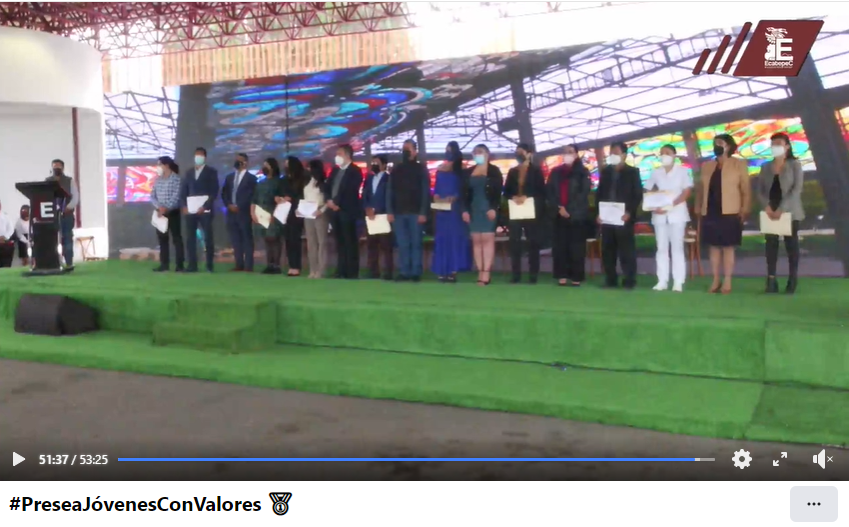 E
EcatepeC
E
51:37 / 53:25
#PreseaJóvenesConValores